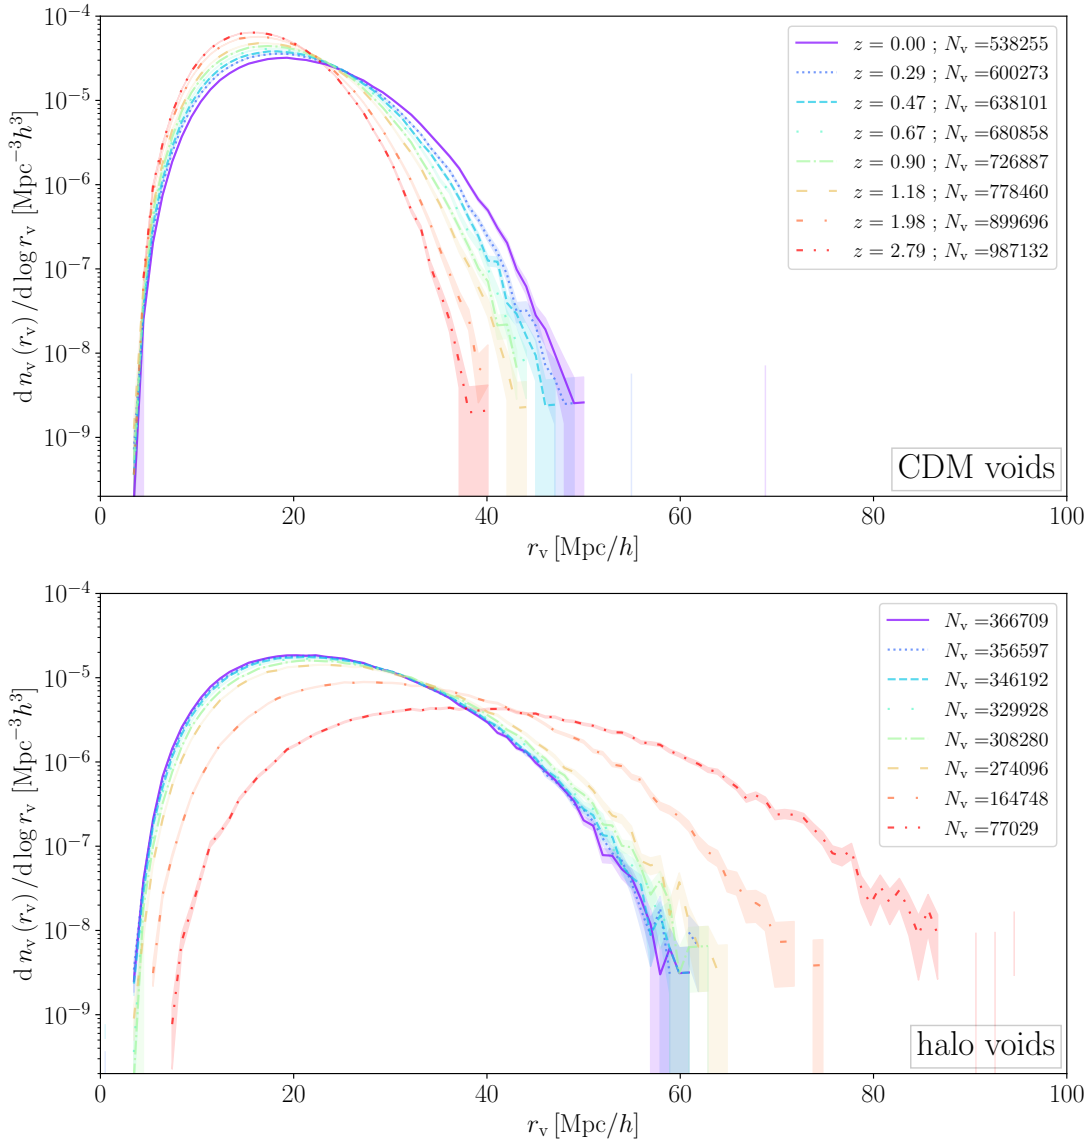 10⁻⁴
10⁻⁵
10⁻⁶
10⁻⁷
10⁻⁸
10⁻⁹
d n_v (r_v) / d log r_v [Mpc⁻³h³]
z = 0.00 ; N_v =538255
z = 0.29 ; N_v =600273
z = 0.47 ; N_v =638101
z = 0.67 ; N_v =680858
z = 0.90 ; N_v =726887
z = 1.18 ; N_v =778460
z = 1.98 ; N_v =899696
z = 2.79 ; N_v =987132
CDM voids
0 20 40 60 80 100
r_v [Mpc/h]
10⁻⁴
10⁻⁵
10⁻⁶
10⁻⁷
10⁻⁸
10⁻⁹
d n_v (r_v) / d log r_v [Mpc⁻³h³]
N_v =366709
N_v =356597
N_v =346192
N_v =329928
N_v =308280
N_v =274096
N_v =164748
N_v =77029
halo voids
0 20 40 60 80 100
r_v [Mpc/h]